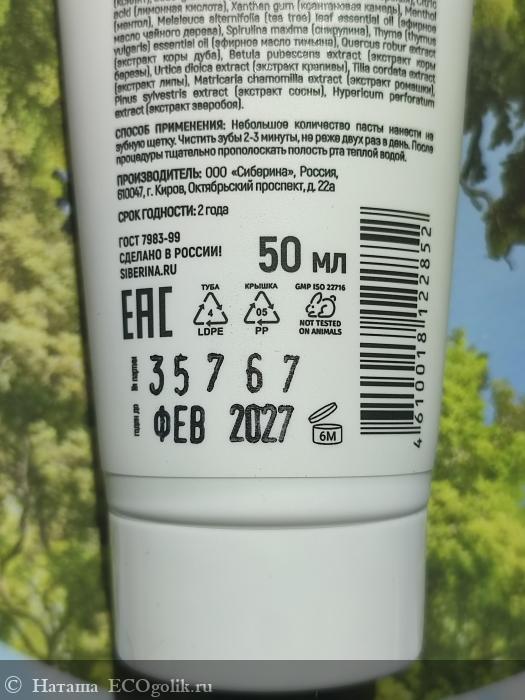 acid (лимонная кислота), Xanthan gum (ксантановая камедь), Menthol
(ментол), Melaleuca alternifolia (tea tree) leaf essential oil (эфирное
масло чайного дерева), Spirulina maxima (спирулина), Thyme (thymus
vulgaris) essential oil (эфирное масло тимьяна), Quercus robur extract
(экстракт коры дуба), Betula pubescens extract (экстракт коры
березы), Urtica dioica extract (экстракт крапивы), Tilia cordata extract
(экстракт липы), Matricaria chamomilla extract (экстракт ромашки),
Pinus sylvestris extract (экстракт сосны), Hypericum perforatum
extract (экстракт зверобоя).
СПОСОБ ПРИМЕНЕНИЯ: Небольшое количество пасты нанести на
зубную щетку. Чистить зубы 2-3 минуты, не реже двух раз в день. После
процедуры тщательно прополоскать полость рта теплой водой.
ПРОИЗВОДИТЕЛЬ: ООО «Сиберина», Россия,
610047, г. Киров, Октябрьский проспект, д. 22а
СРОК ГОДНОСТИ: 2 года
ГОСТ 7983-99
СДЕЛАНО В РОССИИ!
SIBERINA.RU
50 мл
EAC
ТУБА
4
LDPE
КРЫШКА
05
PP
GMP ISO 22716
NOT TESTED
ON ANIMALS
№ партии
35767
годен до
ФЕВ 2027
6M
4610018122852
© Наташа ECOgolik.ru